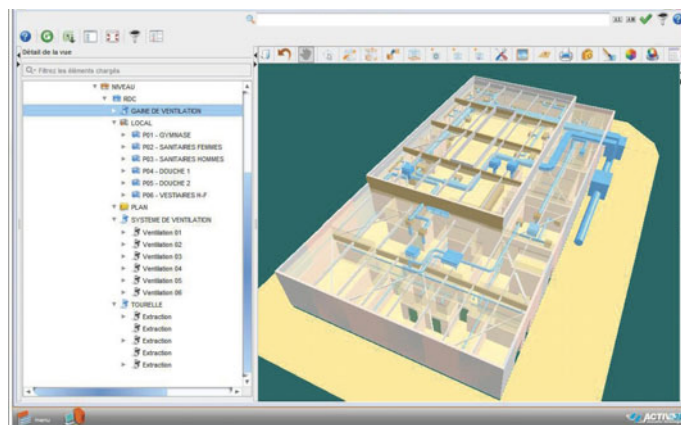 Détail de la vue
Filtrez les éléments chargés
NIVEAU
RDC
GAINE DE VENTILATION
LOCAL
P01 - GYMNASE
P02 - SANITAIRES FEMMES
P03 - SANITAIRES HOMMES
P04 - DOUCHE 1
P05 - DOUCHE 2
P06 - VESTIAIRES H-F
PLAN
SYSTEME DE VENTILATION
Ventilation 01
Ventilation 02
Ventilation 03
Ventilation 04
Ventilation 05
Ventilation 06
TOURELLE
Extraction
Extraction
Extraction
Extraction
Extraction
menu